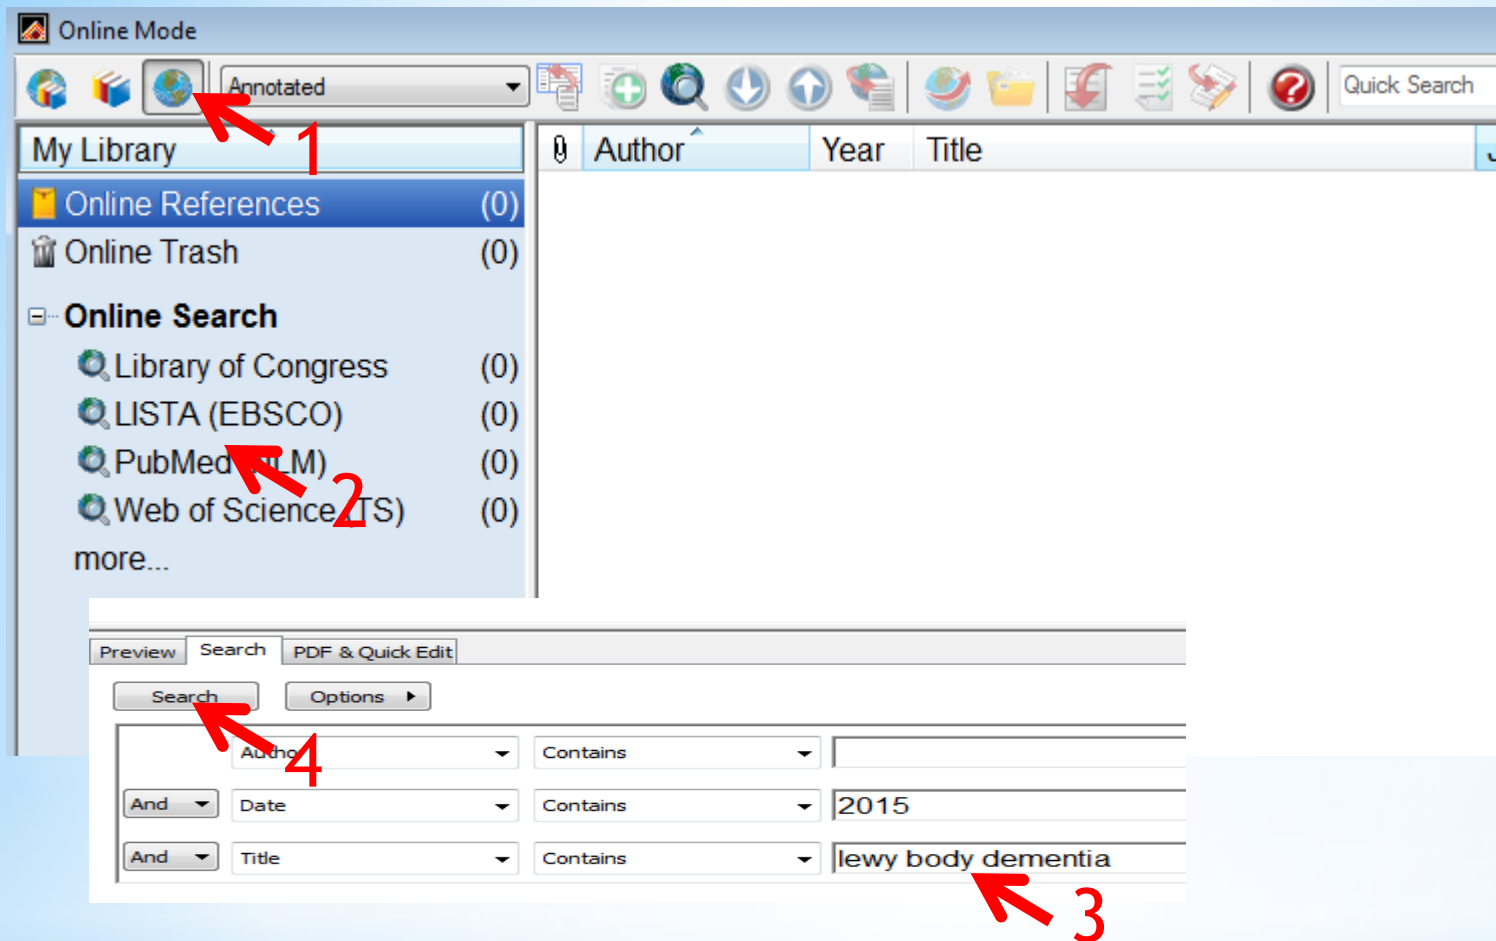 Online Mode
Annotated
Quick Search
1
My Library
Author Year Title
Online References (0)
Online Trash (0)
Online Search
Library of Congress (0)
LISTA (EBSCO) (0)
PubMed (0)
2
Web of Science (TS) (0)
more...
Preview Search PDF & Quick Edit
Search Options
4
Author Contains
And Date Contains 2015
And Title Contains lewy body dementia
3